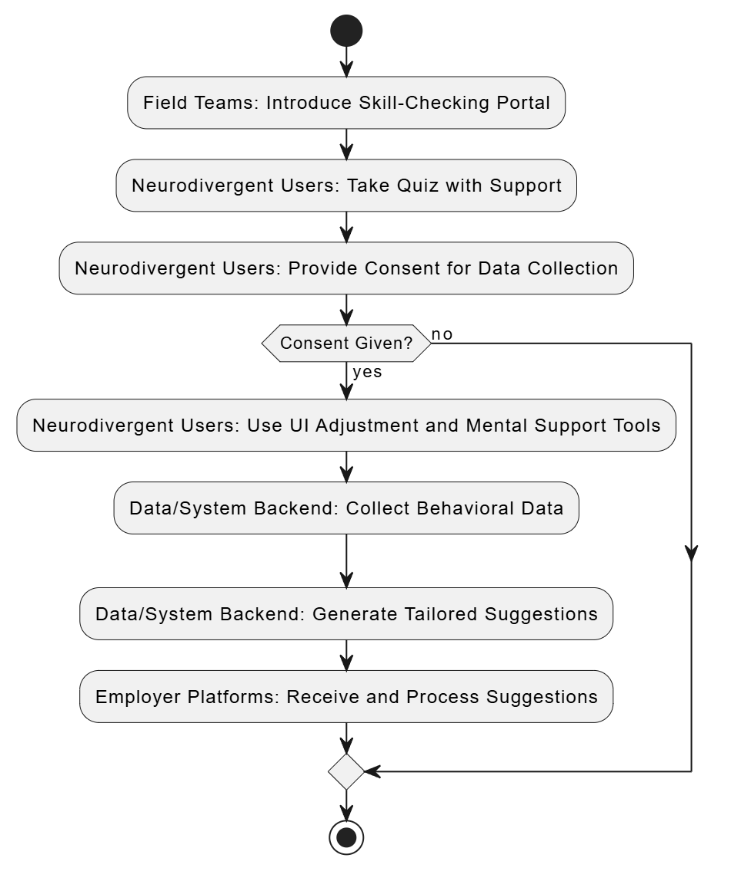 Field Teams: Introduce Skill-Checking Portal
Neurodivergent Users: Take Quiz with Support
Neurodivergent Users: Provide Consent for Data Collection
Consent Given?
no
yes
Neurodivergent Users: Use UI Adjustment and Mental Support Tools
Data/System Backend: Collect Behavioral Data
Data/System Backend: Generate Tailored Suggestions
Employer Platforms: Receive and Process Suggestions